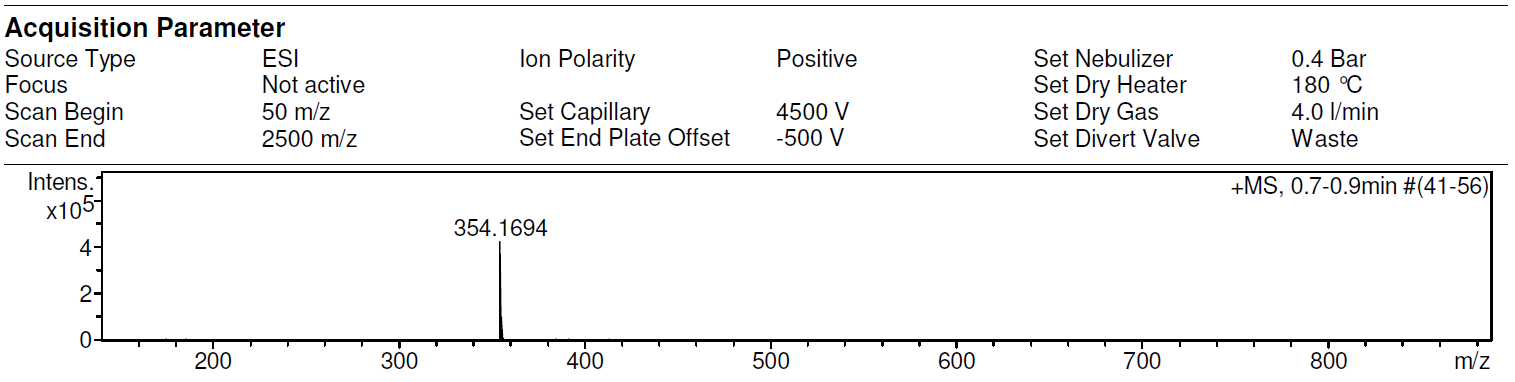 Acquisition Parameter
Source Type ESI Ion Polarity Positive Set Nebulizer 0.4 Bar
Focus Not active Set Dry Heater 180 °C
Scan Begin 50 m/z Set Capillary 4500 V Set Dry Gas 4.0 l/min
Scan End 2500 m/z Set End Plate Offset -500 V Set Divert Valve Waste
Intens. +MS, 0.7-0.9min #(41-56)
x10^5
354.1694
4
2
0
200 300 400 500 600 700 800 m/z